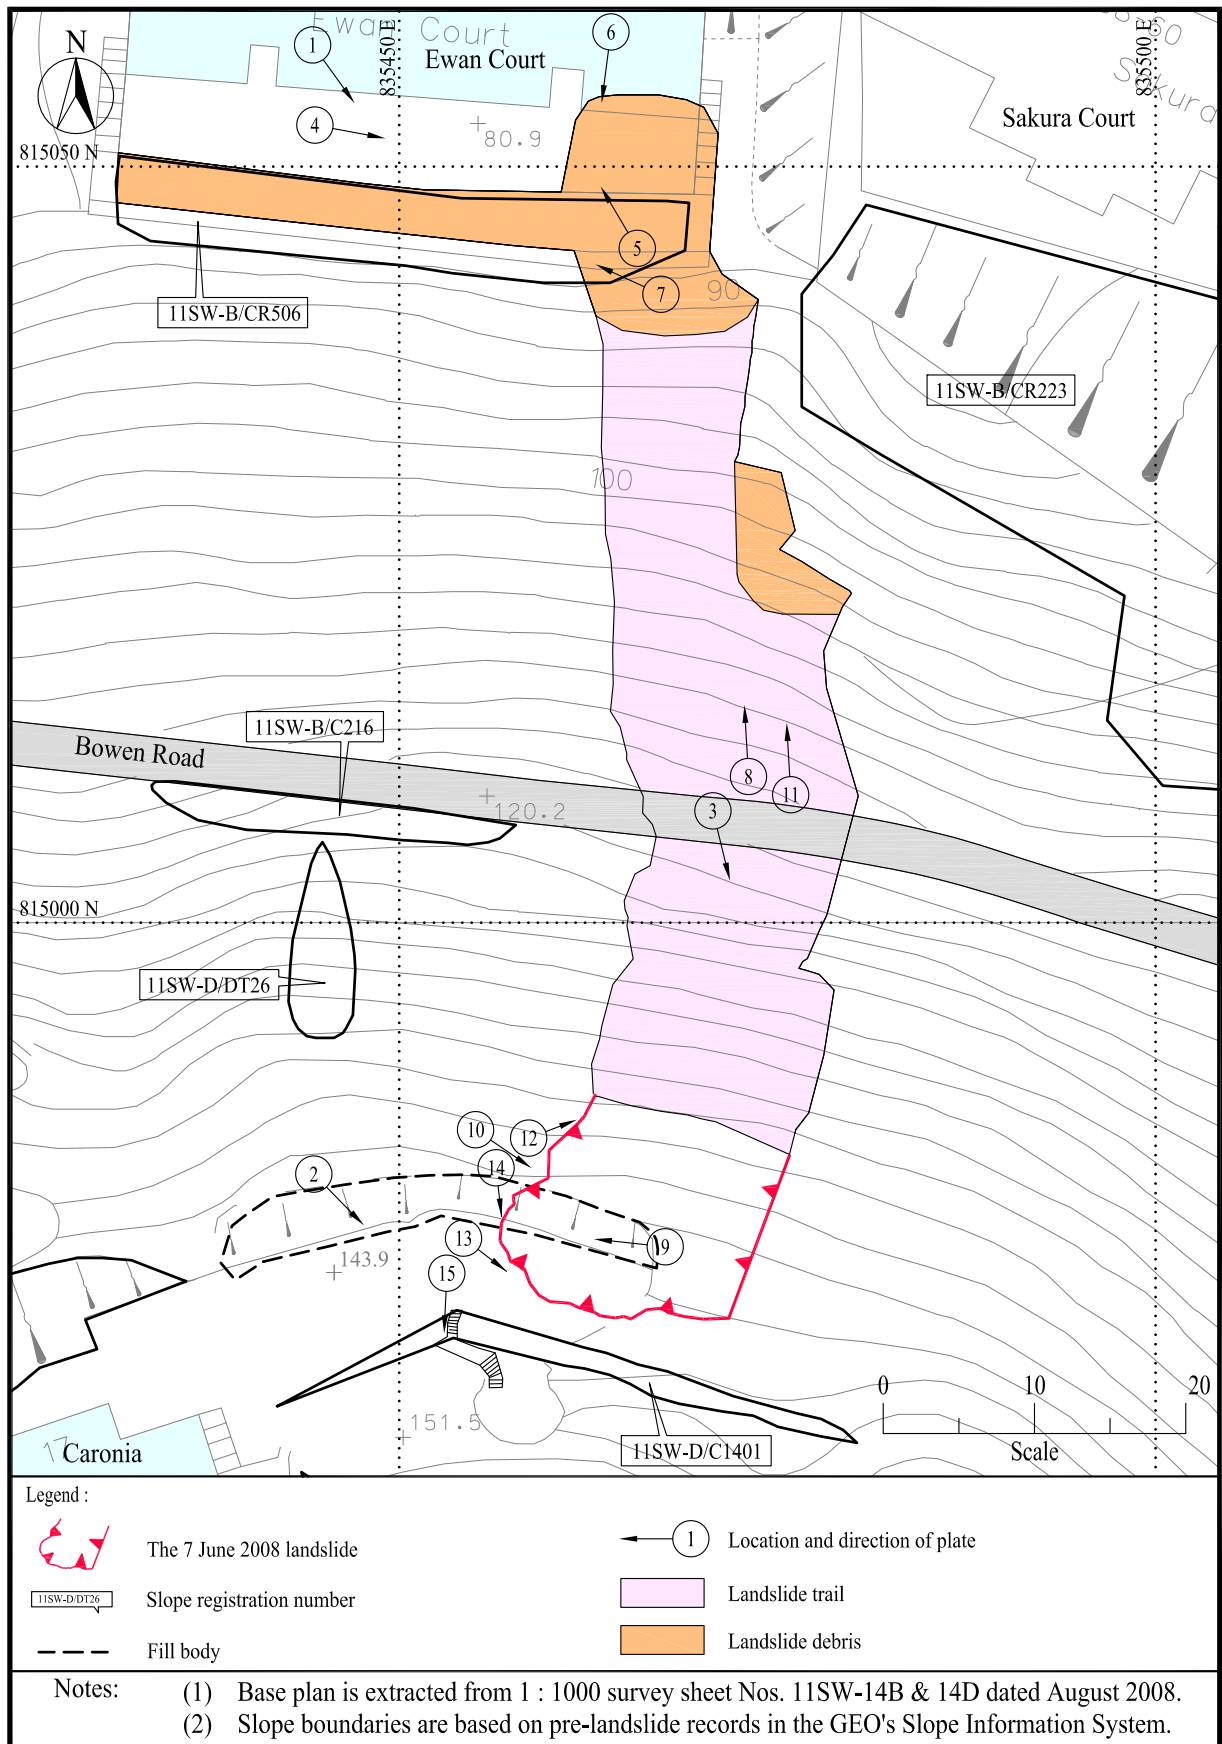 Ewan Court
60
Sakura
N
1
6
835450 E
Ewan Court
835500 E
4
80.9
Sakura Court
815050 N
5
7
90
11SW-B/CR506
11SW-B/CR223
100
11SW-B/C216
Bowen Road
8
11
120.2
3
815000 N
11SW-D/DT26
10
12
14
2
13
9
143.9
15
0 10 20
Scale
151.5
17
Caronia
11SW-D/C1401
Legend :
The 7 June 2008 landslide
1 Location and direction of plate
11SW-D/DT26 Slope registration number
Landslide trail
Fill body
Landslide debris
Notes: (1) Base plan is extracted from 1 : 1000 survey sheet Nos. 11SW-14B & 14D dated August 2008.
(2) Slope boundaries are based on pre-landslide records in the GEO's Slope Information System.